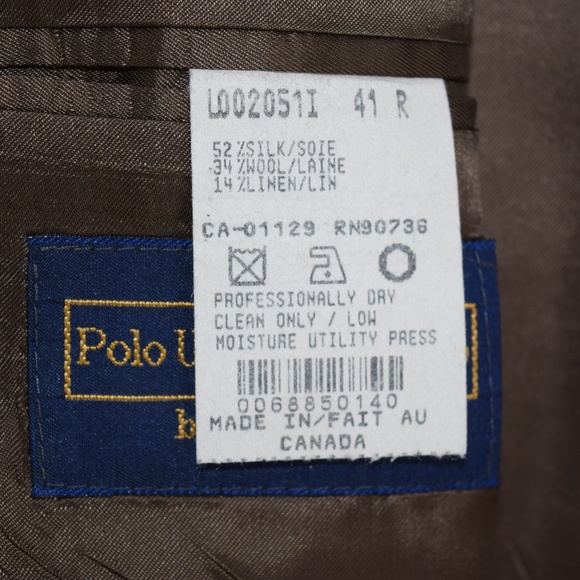 L002051I 41 R
52%SILK/SOIE
34%WOOL/LAINE
14%LINEN/LIN
CA-01129 RN90736
PROFESSIONALLY DRY
CLEAN ONLY / LOW
MOISTURE UTILITY PRESS
0068850140
MADE IN/FAIT AU
CANADA
Polo U
b